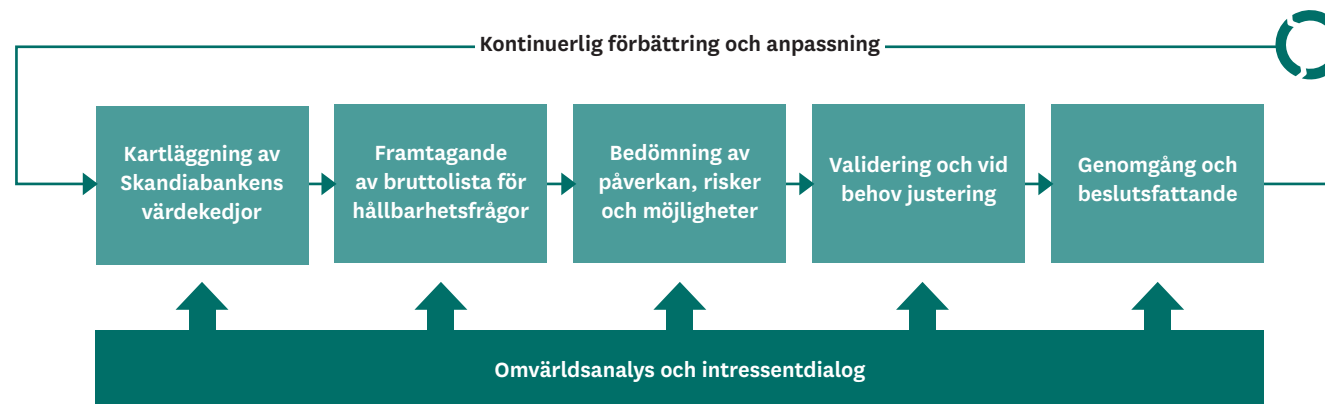 Kontinuerlig förbättring och anpassning
Kartläggning av
Skandiabankens
värdekedjor
Framtagande
av bruttolista för
hållbarhetsfrågor
Bedömning av
påverkan, risker
och möjligheter
Validering och vid
behov justering
Genomgång och
beslutsfattande
Omvärldsanalys och intressentdialog